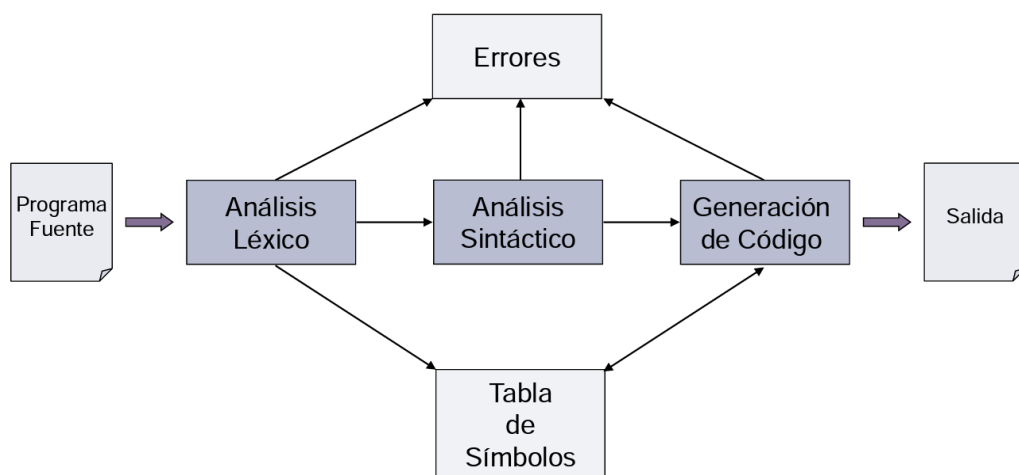 Errores
Programa
Fuente
Análisis
Léxico
Análisis
Sintáctico
Generación
de Código
Salida
Tabla
de
Símbolos